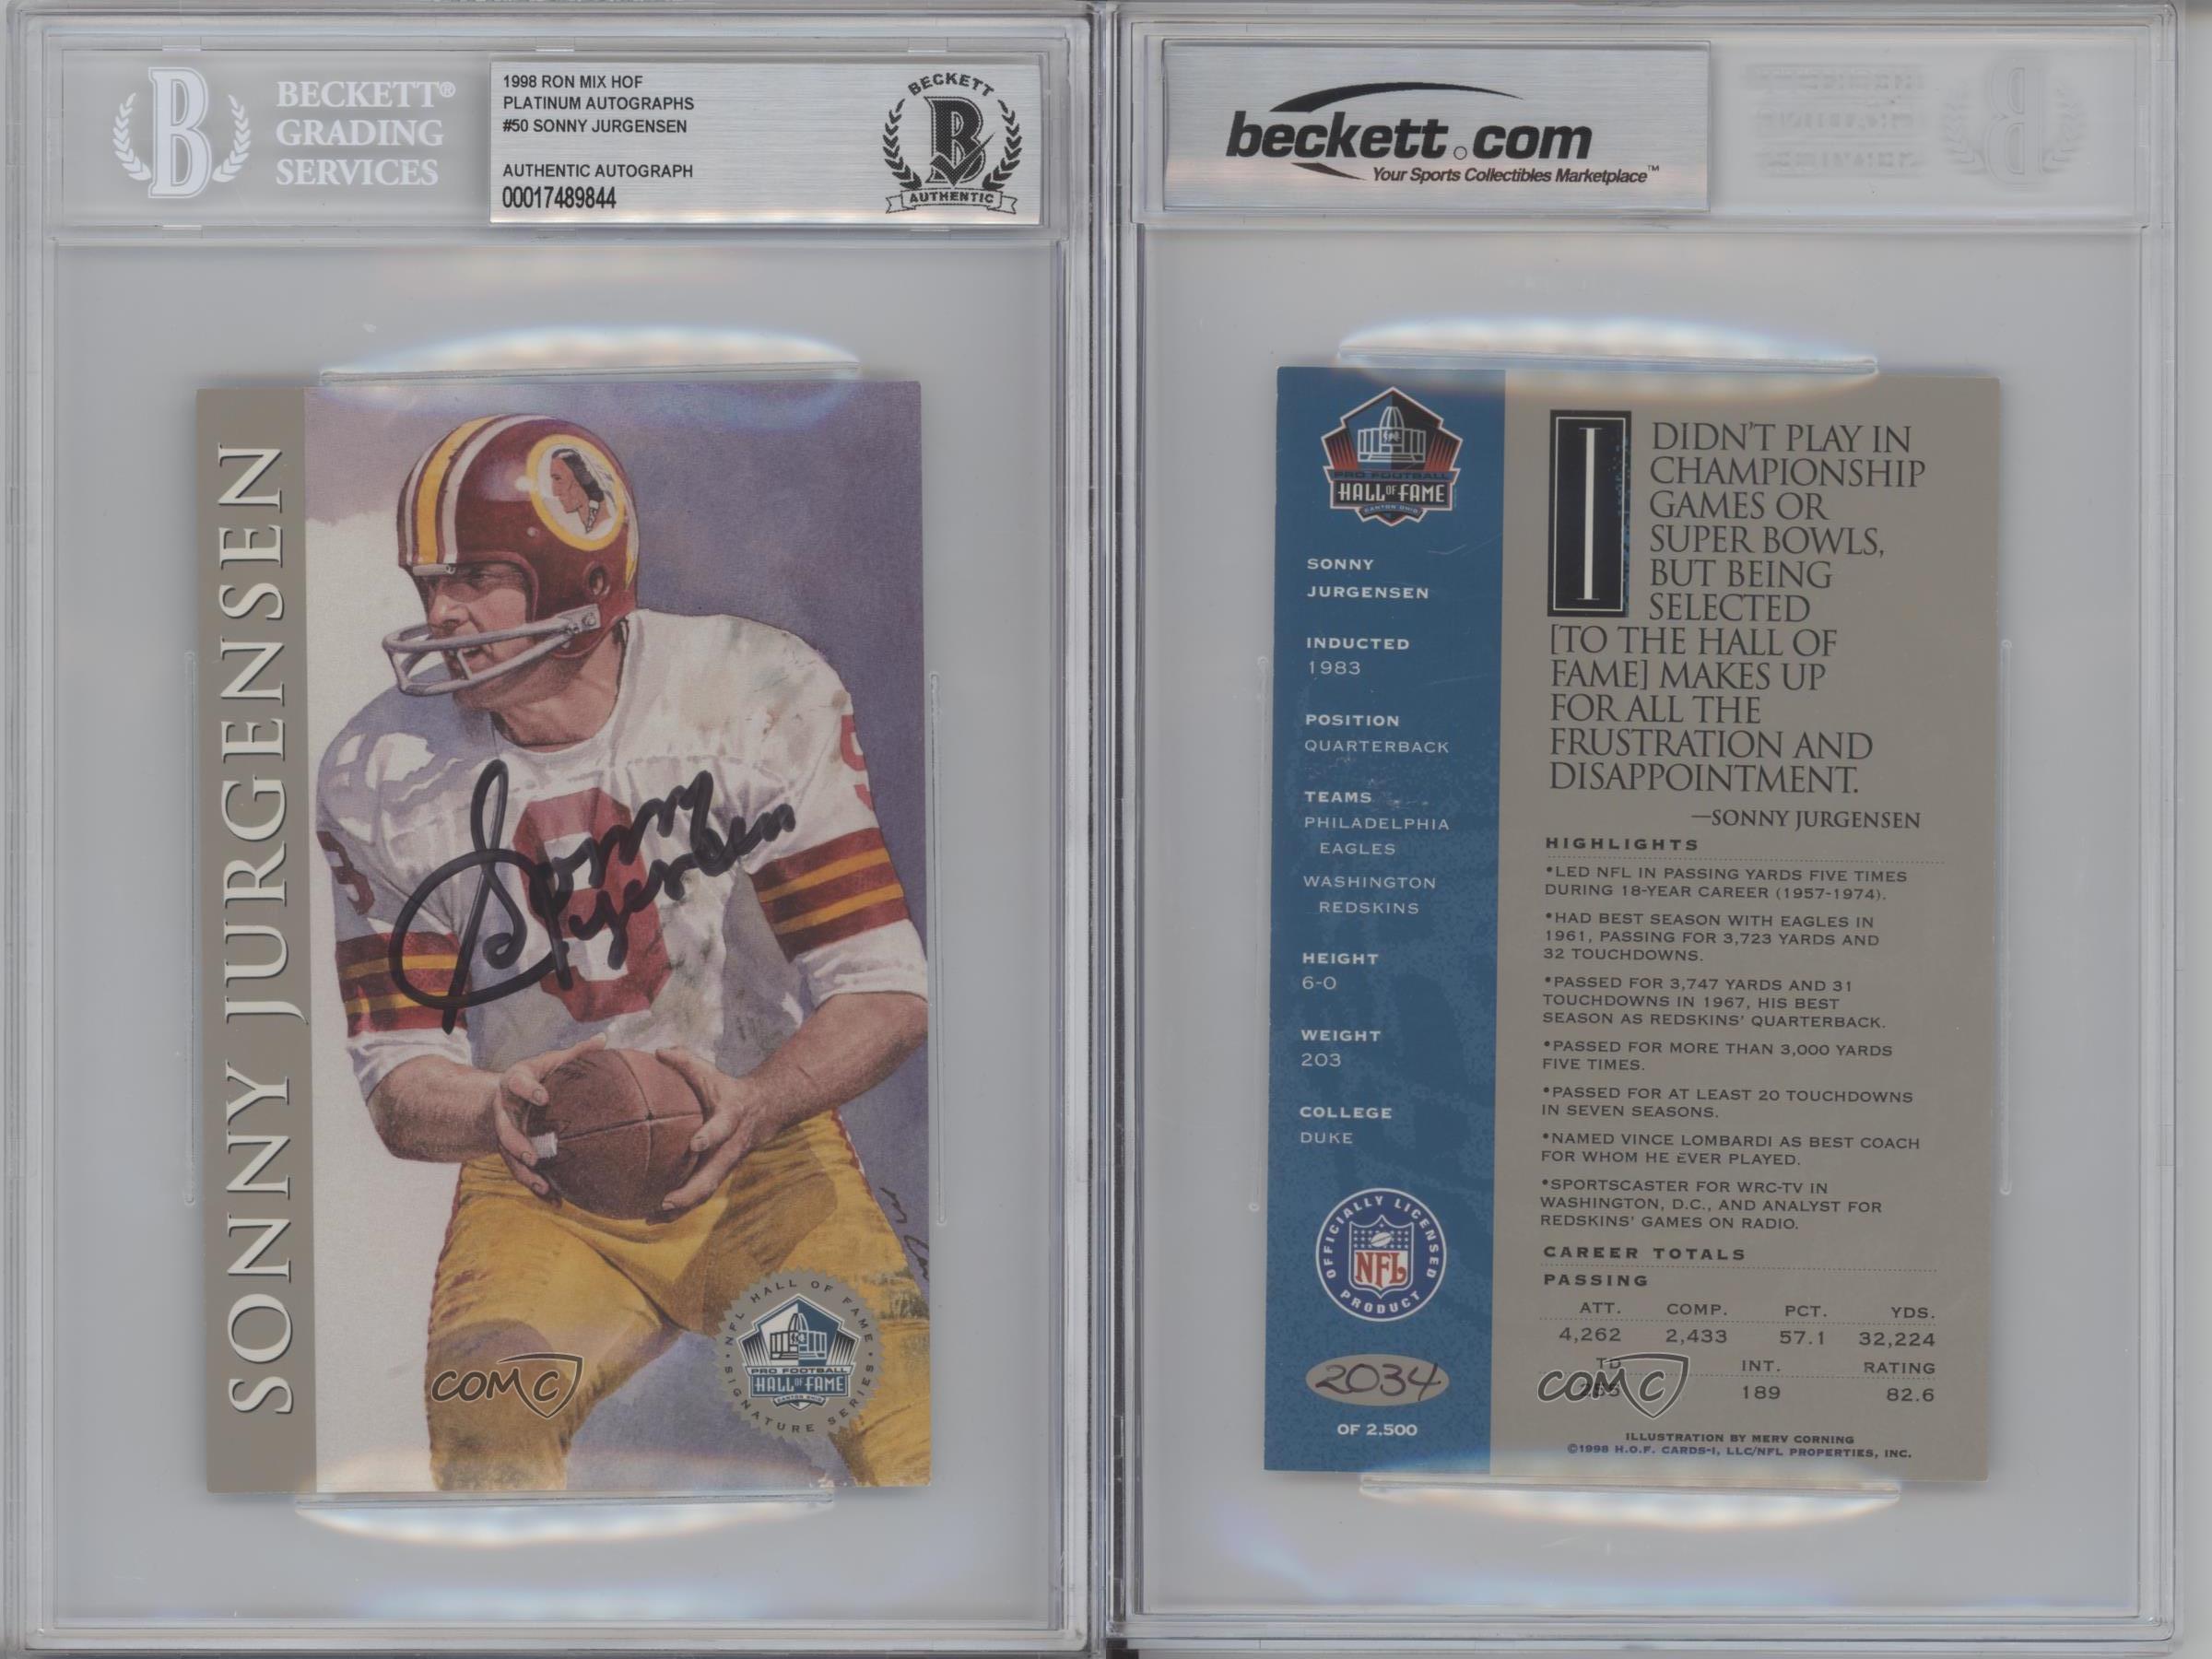 BECKETT®
GRADING
SERVICES
1998 RON MIX HOF
PLATINUM AUTOGRAPHS
#50 SONNY JURGENSEN
AUTHENTIC AUTOGRAPH
00017489844
BECKETT
B
AUTHENTIC
SONNY JURGENSEN
Sonny
Jurgensen
COMC
NFL HALL OF FAME
SIGNATURE SERIES
PRO FOOTBALL
HALL OF FAME
CANTON OHIO
beckett.com
Your Sports Collectibles Marketplace™
PRO FOOTBALL
HALL OF FAME
CANTON OHIO
SONNY
JURGENSEN
INDUCTED
1983
POSITION
QUARTERBACK
TEAMS
PHILADELPHIA
EAGLES
WASHINGTON
REDSKINS
HEIGHT
6-0
WEIGHT
203
COLLEGE
DUKE
OFFICIALLY LICENSED
NFL
PRODUCT
2034
OF 2,500
I DIDN'T PLAY IN
CHAMPIONSHIP
GAMES OR
SUPER BOWLS,
BUT BEING
SELECTED
[TO THE HALL OF
FAME] MAKES UP
FOR ALL THE
FRUSTRATION AND
DISAPPOINTMENT.
—SONNY JURGENSEN
HIGHLIGHTS
•LED NFL IN PASSING YARDS FIVE TIMES
DURING 18-YEAR CAREER (1957-1974).
•HAD BEST SEASON WITH EAGLES IN
1961, PASSING FOR 3,723 YARDS AND
32 TOUCHDOWNS.
•PASSED FOR 3,747 YARDS AND 31
TOUCHDOWNS IN 1967, HIS BEST
SEASON AS REDSKINS' QUARTERBACK.
•PASSED FOR MORE THAN 3,000 YARDS
FIVE TIMES.
•PASSED FOR AT LEAST 20 TOUCHDOWNS
IN SEVEN SEASONS.
•NAMED VINCE LOMBARDI AS BEST COACH
FOR WHOM HE EVER PLAYED.
•SPORTSCASTER FOR WRC-TV IN
WASHINGTON, D.C., AND ANALYST FOR
REDSKINS' GAMES ON RADIO.
CAREER TOTALS
PASSING
ATT. COMP. PCT. YDS.
4,262 2,433 57.1 32,224
TD INT. RATING
255 189 82.6
COMC
ILLUSTRATION BY MERV CORNING
©1998 H.O.F. CARDS-I, LLC/NFL PROPERTIES, INC.